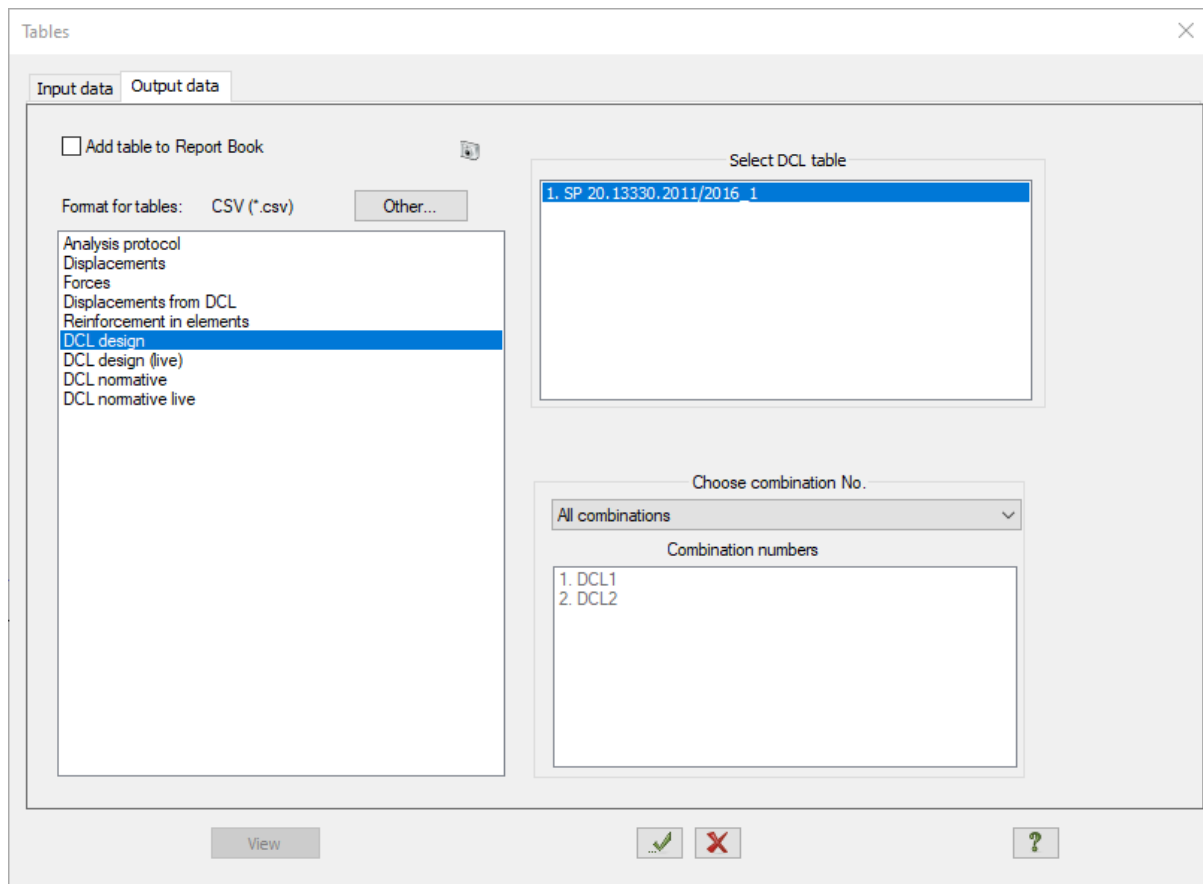 Tables
Input data
Output data
Add table to Report Book
Format for tables: CSV (*.csv) Other...
Analysis protocol
Displacements
Forces
Displacements from DCL
Reinforcement in elements
DCL design
DCL design (live)
DCL normative
DCL normative live
Select DCL table
1. SP 20.13330.2011/2016_1
Choose combination No.
All combinations
Combination numbers
1. DCL1
2. DCL2
View
?